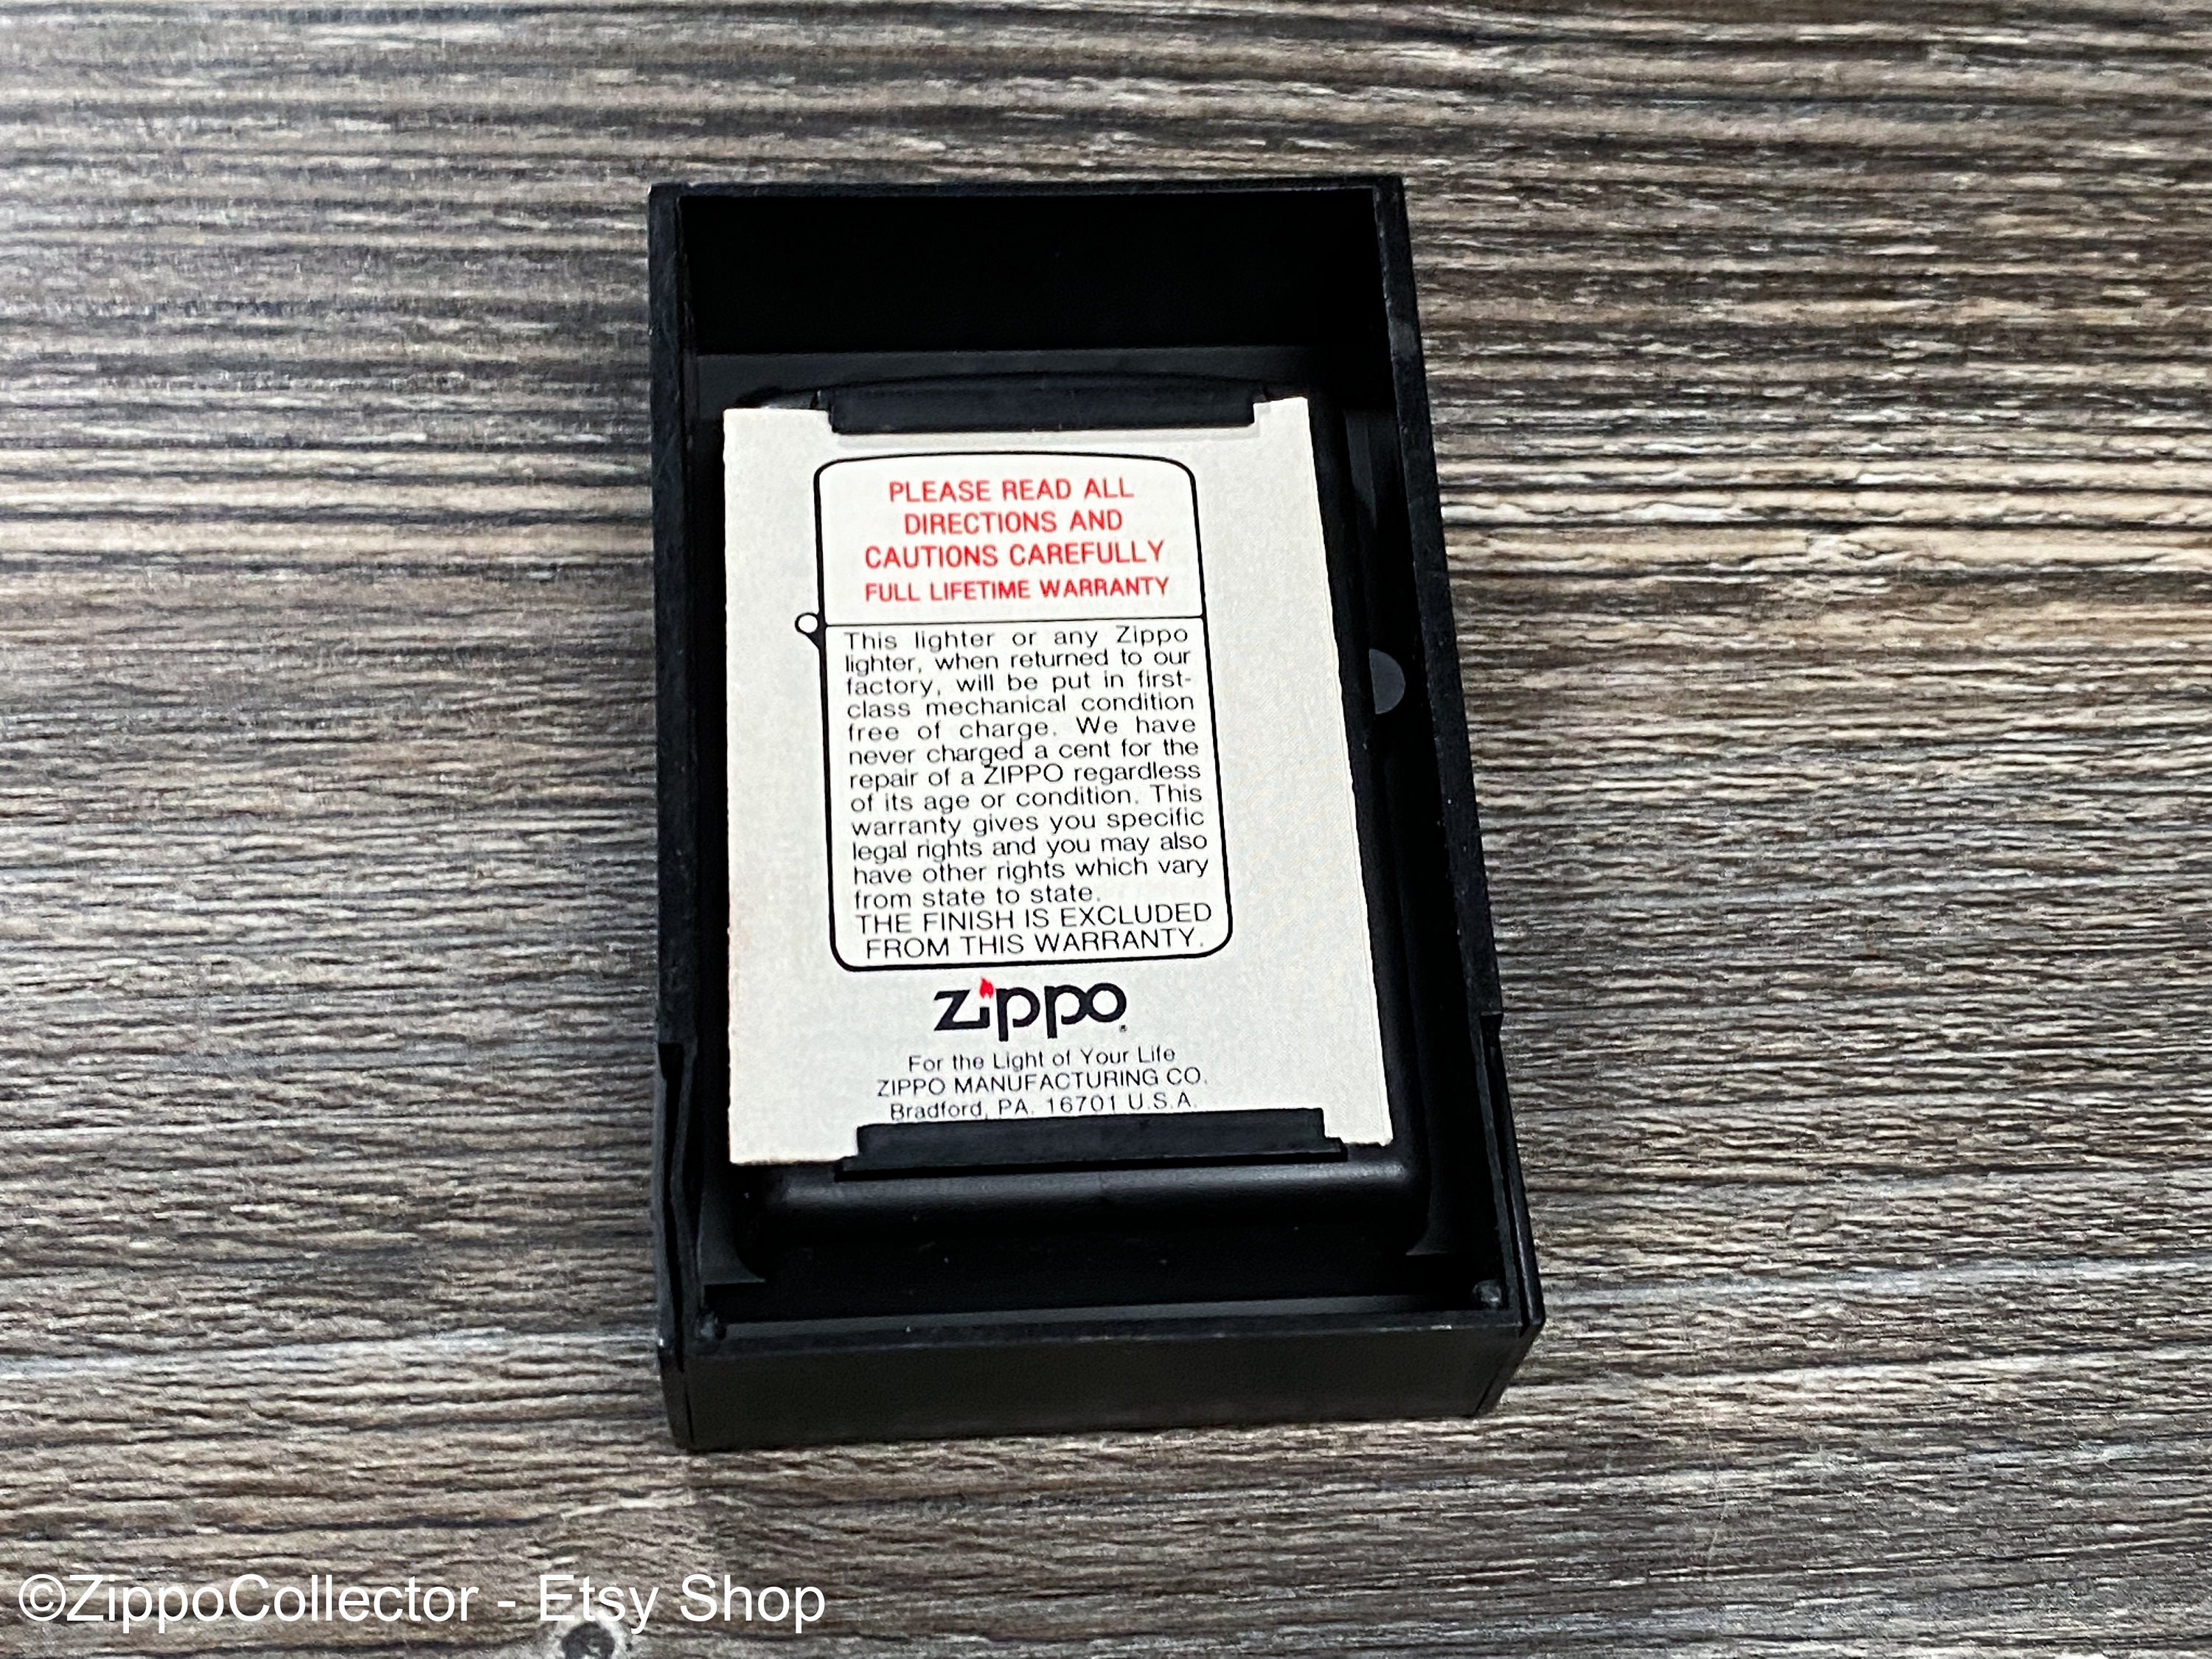 PLEASE READ ALL
DIRECTIONS AND
CAUTIONS CAREFULLY
FULL LIFETIME WARRANTY
This lighter or any Zippo
lighter, when returned to our
factory, will be put in first-
class mechanical condition
free of charge. We have
never charged a cent for the
repair of a ZIPPO regardless
of its age or condition. This
warranty gives you specific
legal rights and you may also
have other rights which vary
from state to state.
THE FINISH IS EXCLUDED
FROM THIS WARRANTY.
zippo
For the Light of Your Life
ZIPPO MANUFACTURING CO.
Bradford, PA. 16701 U.S.A.
©ZippoCollector - Etsy Shop